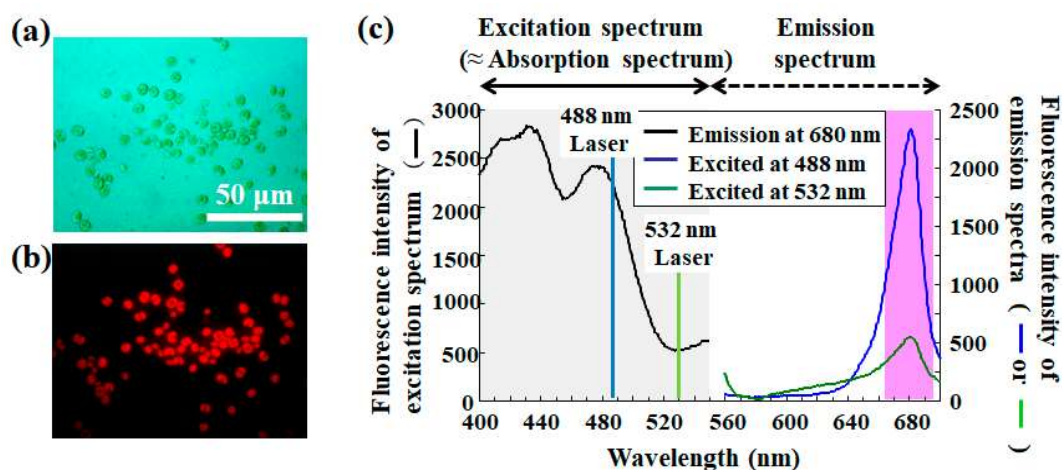 (a)
50 µm
(b)
(c)
Excitation spectrum
(≈ Absorption spectrum)
Emission
spectrum
Fluorescence intensity of
excitation spectrum ( )
3000
2500
2000
1500
1000
500
0
488 nm
Laser
532 nm
Laser
Emission at 680 nm
Excited at 488 nm
Excited at 532 nm
2500
2000
1500
1000
500
0
Fluorescence intensity of
emission spectra ( or )
400 440 480 520 560 600 640 680
Wavelength (nm)